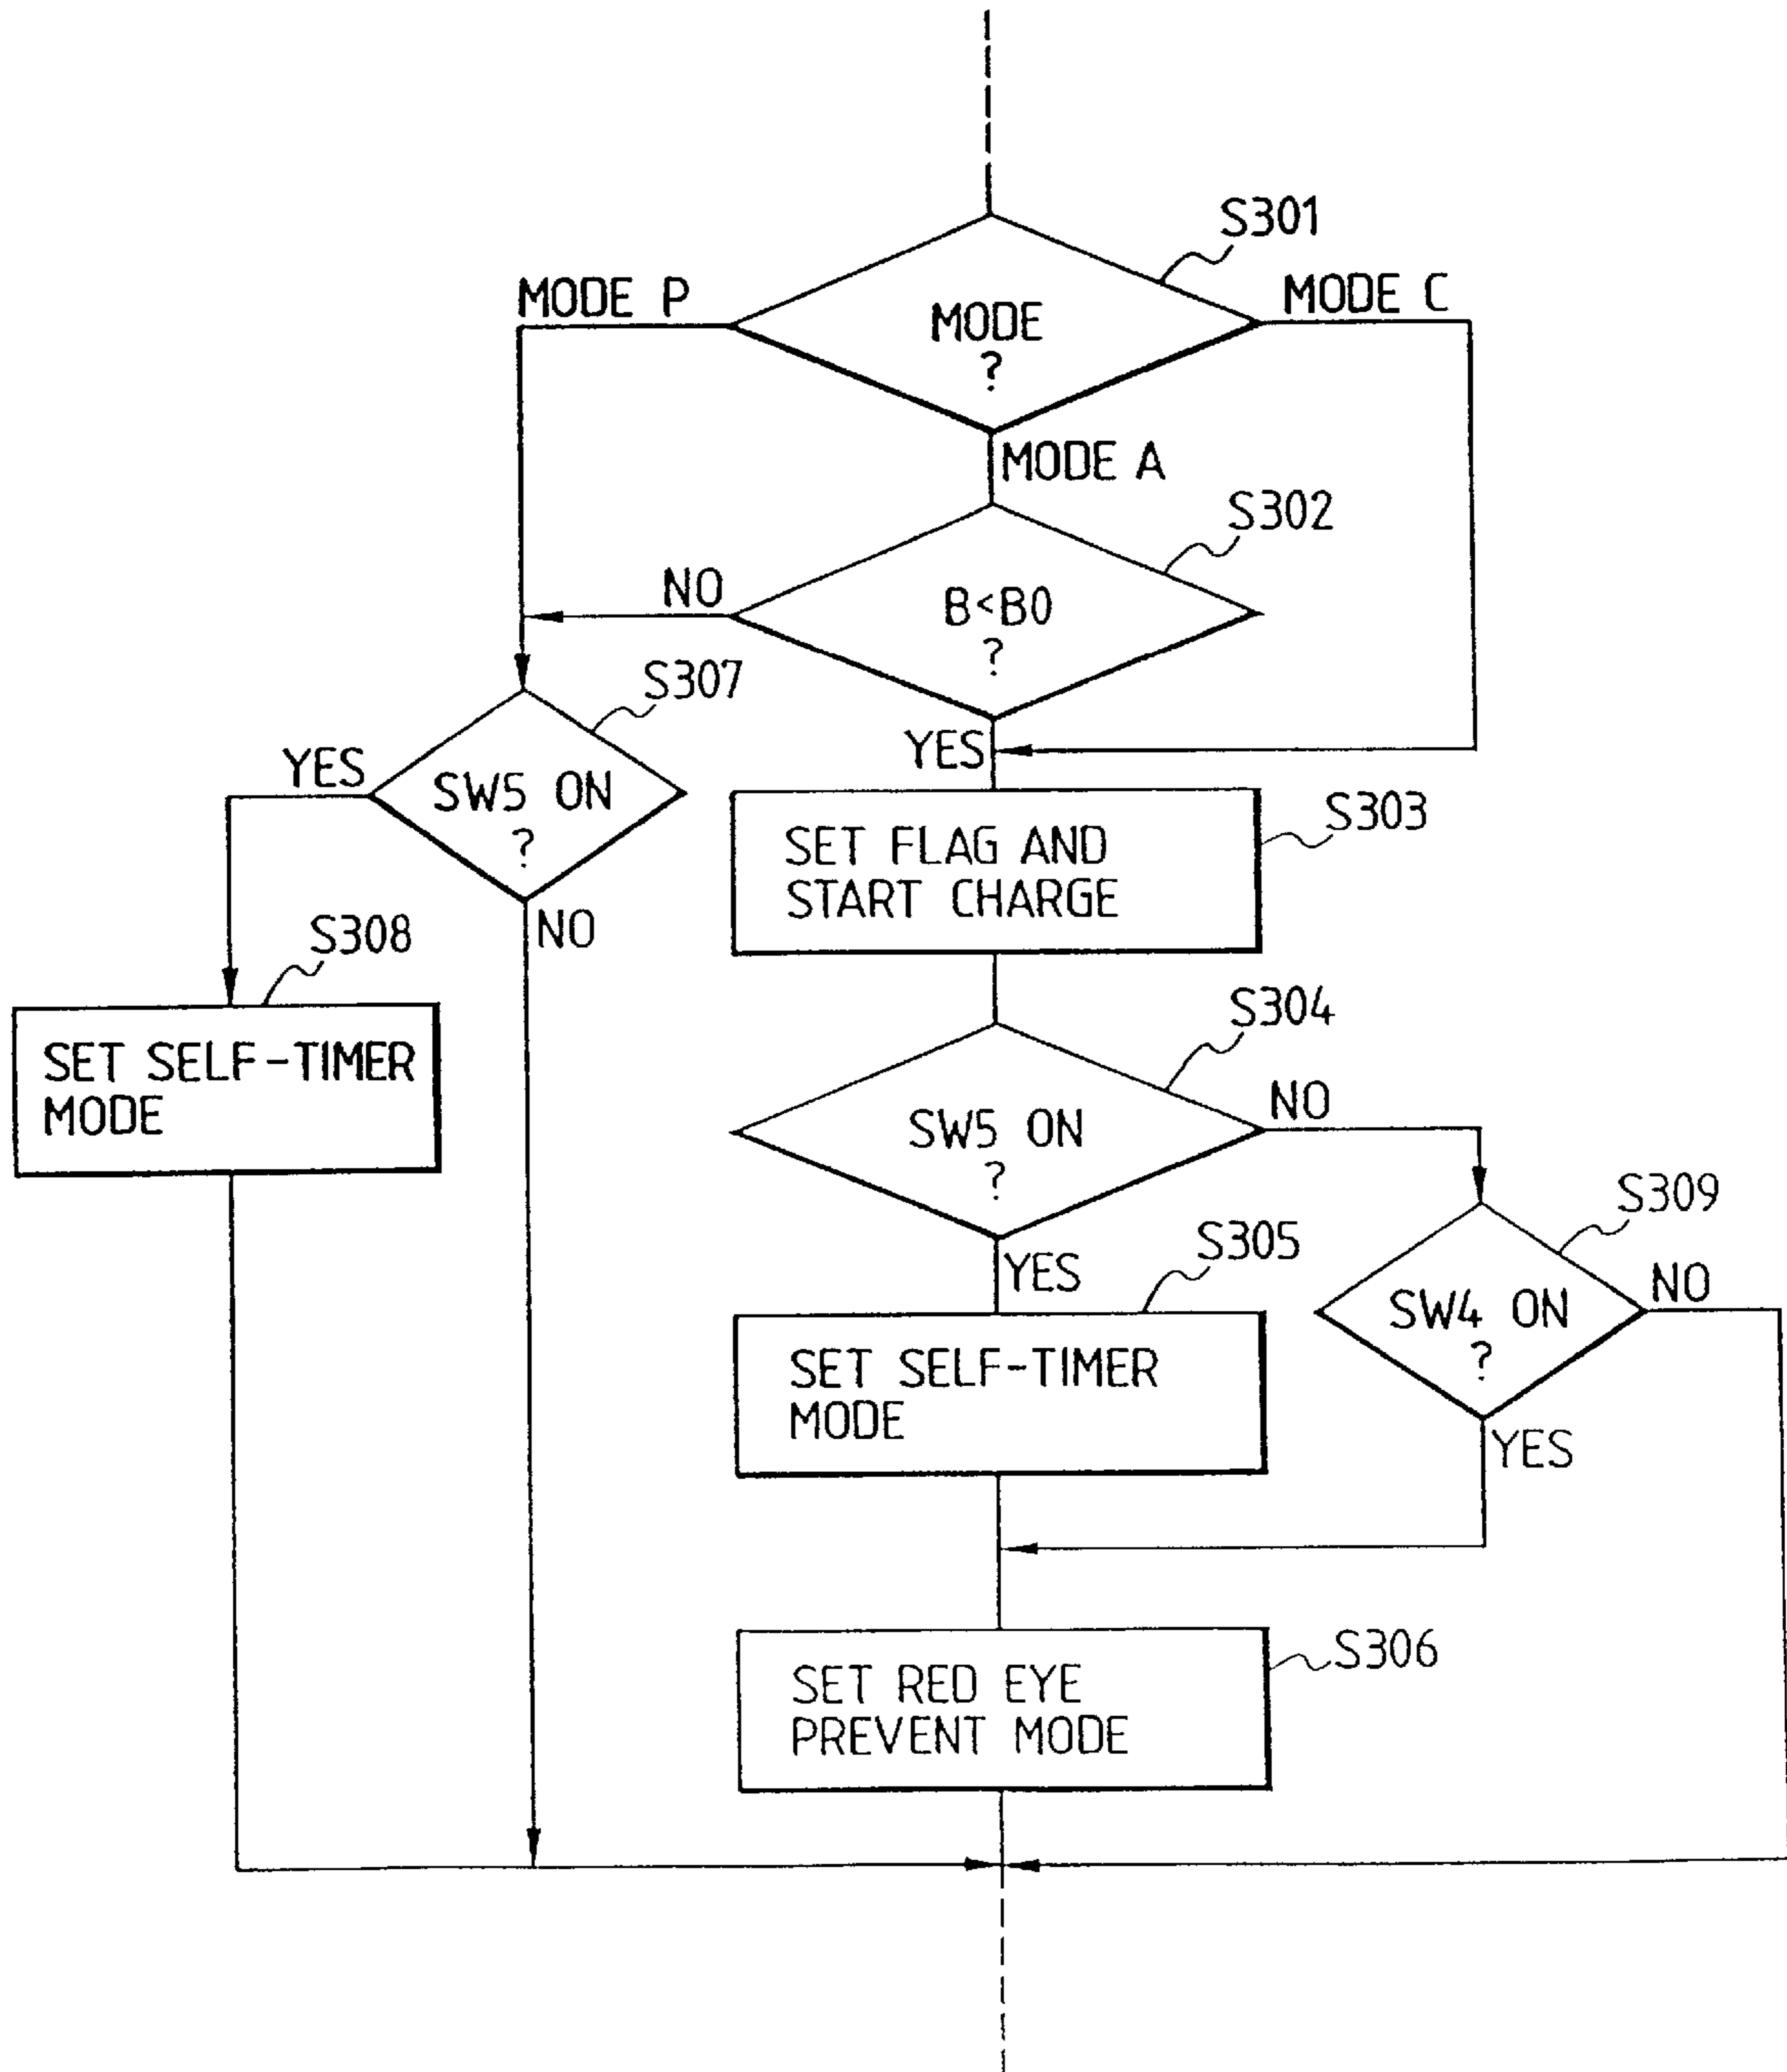 S301
MODE P
MODE C
MODE
?
MODE A
S302
NO
B<B0
?
S307
YES
YES
SW5 ON
?
S303
SET FLAG AND
START CHARGE
NO
S308
S304
SET SELF-TIMER
MODE
NO
SW5 ON
?
S309
YES
S305
NO
SW4 ON
?
SET SELF-TIMER
MODE
YES
S306
SET RED EYE
PREVENT MODE